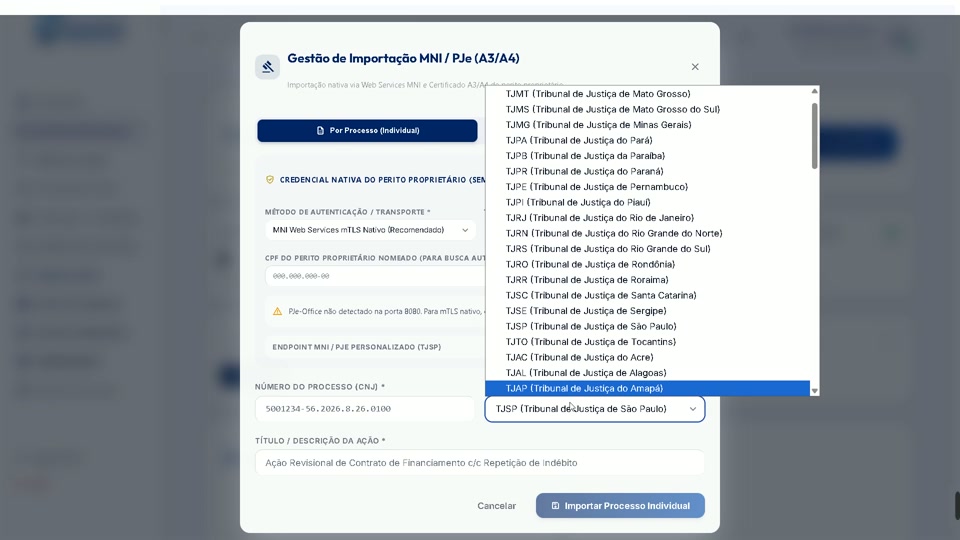 Gestão de Importação MNI / PJe (A3/A4)
Importação nativa via Web Services MNI e Certificado A3/A4 do perito proprietário.
Por Processo (Individual)
CREDENCIAL NATIVA DO PERITO PROPRIETÁRIO (SEM
MÉTODO DE AUTENTICAÇÃO / TRANSPORTE *
MNI Web Services mTLS Nativo (Recomendado)
CPF DO PERITO PROPRIETÁRIO NOMEADO (PARA BUSCA AUT
000.000.000-00
PJe-Office não detectado na porta 8080. Para mTLS nativo,
ENDPOINT MNI / PJE PERSONALIZADO (TJSP)
TJMT (Tribunal de Justiça de Mato Grosso)
TJMS (Tribunal de Justiça de Mato Grosso do Sul)
TJMG (Tribunal de Justiça de Minas Gerais)
TJPA (Tribunal de Justiça do Pará)
TJPB (Tribunal de Justiça da Paraíba)
TJPR (Tribunal de Justiça do Paraná)
TJPE (Tribunal de Justiça de Pernambuco)
TJPI (Tribunal de Justiça do Piauí)
TJRJ (Tribunal de Justiça do Rio de Janeiro)
TJRN (Tribunal de Justiça do Rio Grande do Norte)
TJRS (Tribunal de Justiça do Rio Grande do Sul)
TJRO (Tribunal de Justiça de Rondônia)
TJRR (Tribunal de Justiça de Roraima)
TJSC (Tribunal de Justiça de Santa Catarina)
TJSE (Tribunal de Justiça de Sergipe)
TJSP (Tribunal de Justiça de São Paulo)
TJTO (Tribunal de Justiça de Tocantins)
TJAC (Tribunal de Justiça do Acre)
TJAL (Tribunal de Justiça de Alagoas)
TJAP (Tribunal de Justiça do Amapá)
NÚMERO DO PROCESSO (CNJ) *
5001234-56.2026.8.26.0100
TJSP (Tribunal de Justiça de São Paulo)
TÍTULO / DESCRIÇÃO DA AÇÃO *
Ação Revisional de Contrato de Financiamento c/c Repetição de Indébito
Cancelar
Importar Processo Individual